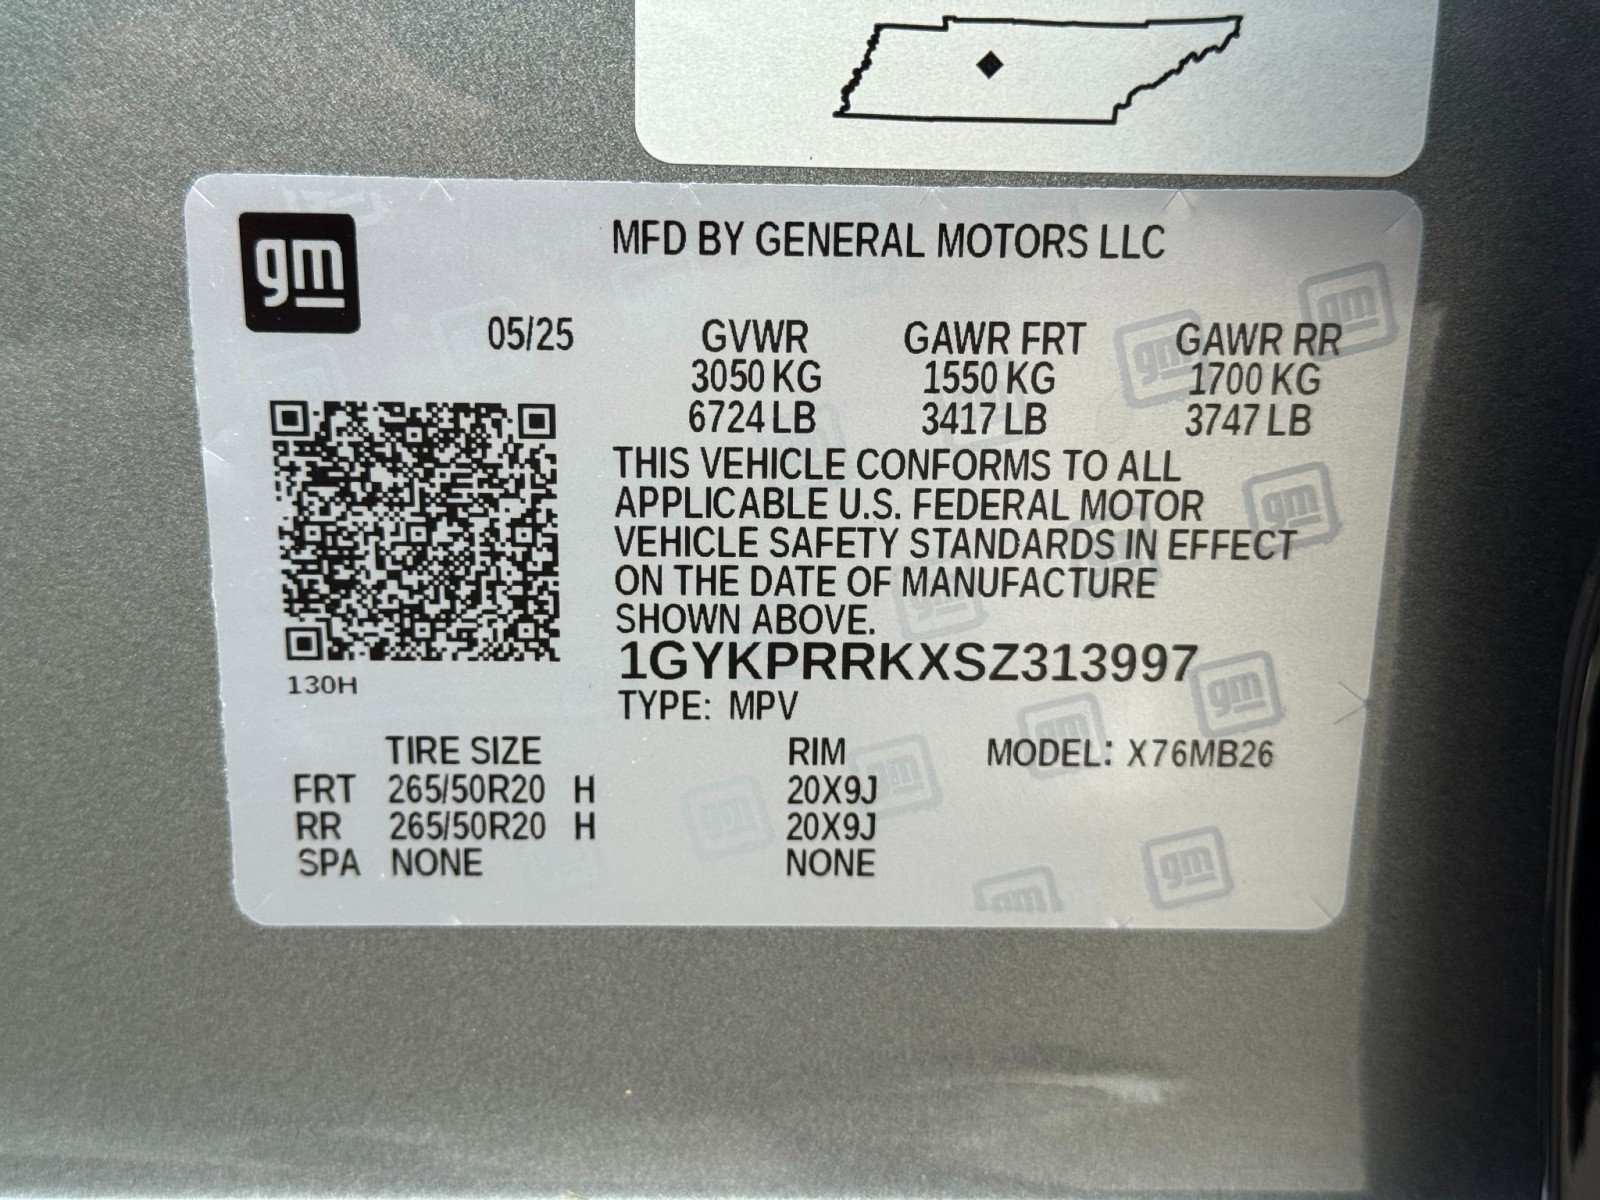 gm
MFD BY GENERAL MOTORS LLC
05/25 GVWR GAWR FRT GAWR RR
3050 KG 1550 KG 1700 KG
6724 LB 3417 LB 3747 LB
THIS VEHICLE CONFORMS TO ALL
APPLICABLE U.S. FEDERAL MOTOR
VEHICLE SAFETY STANDARDS IN EFFECT
ON THE DATE OF MANUFACTURE
SHOWN ABOVE.
1GYKPRRKXSZ313997
130H
TYPE: MPV
TIRE SIZE RIM MODEL: X76MB26
FRT 265/50R20 H 20X9J
RR 265/50R20 H 20X9J
SPA NONE NONE